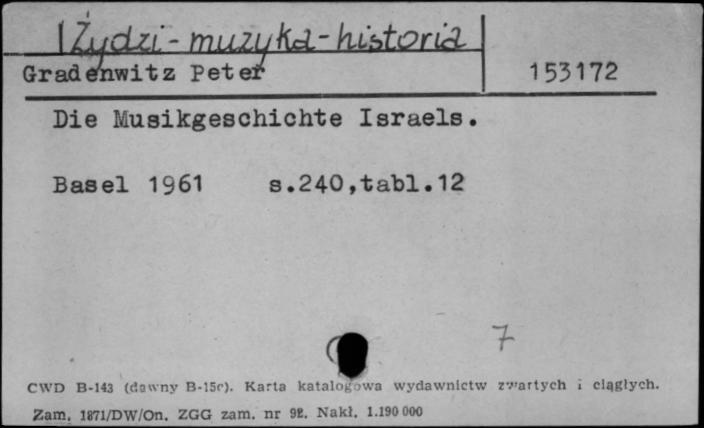 Żydzi - muzyka - historia
Gradenwitz Peter 153172
Die Musikgeschichte Israels.
Basel 1961 s.240,tabl.12
7
CWD B-143 (dawny B-15c). Karta katalogowa wydawnictw zwartych i ciągłych.
Zam. 1871/DW/On. ZGG zam. nr 92. Nakł. 1.190 000